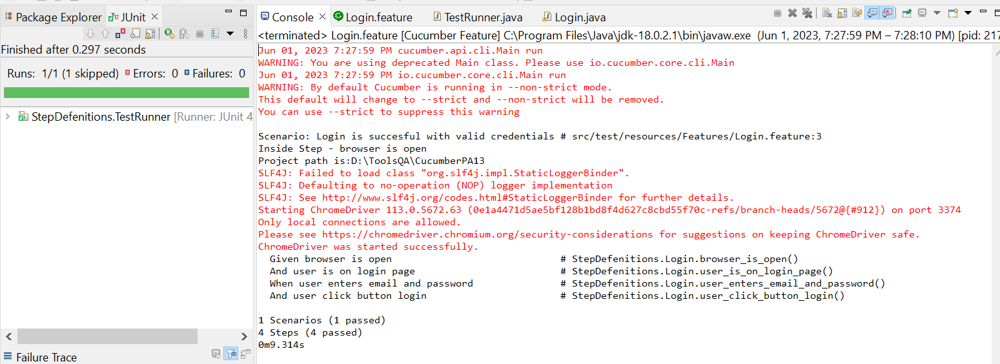 Package Explorer
JUnit
Finished after 0.297 seconds
Runs: 1/1 (1 skipped) Errors: 0 Failures: 0
StepDefenitions.TestRunner [Runner: JUnit 4
Failure Trace
Console Login.feature TestRunner.java Login.java
<terminated> Login.feature [Cucumber Feature] C:\Program Files\Java\jdk-18.0.2.1\bin\javaw.exe (Jun 1, 2023, 7:27:59 PM – 7:28:10 PM) [pid: 217
Jun 01, 2023 7:27:59 PM cucumber.api.cli.Main run
WARNING: You are using deprecated Main class. Please use io.cucumber.core.cli.Main
Jun 01, 2023 7:27:59 PM io.cucumber.core.cli.Main run
WARNING: By default Cucumber is running in --non-strict mode.
This default will change to --strict and --non-strict will be removed.
You can use --strict to suppress this warning
Scenario: Login is succesful with valid credentials # src/test/resources/Features/Login.feature:3
Inside Step - browser is open
Project path is:D:\ToolsQA\CucumberPA13
SLF4J: Failed to load class "org.slf4j.impl.StaticLoggerBinder".
SLF4J: Defaulting to no-operation (NOP) logger implementation
SLF4J: See http://www.slf4j.org/codes.html#StaticLoggerBinder for further details.
Starting ChromeDriver 113.0.5672.63 (0e1a4471d5ae5bf128b1bd8f4d627c8cbd55f70c-refs/branch-heads/5672@{#912}) on port 3374
Only local connections are allowed.
Please see https://chromedriver.chromium.org/security-considerations for suggestions on keeping ChromeDriver safe.
ChromeDriver was started successfully.
Given browser is open # StepDefenitions.Login.browser_is_open()
And user is on login page # StepDefenitions.Login.user_is_on_login_page()
When user enters email and password # StepDefenitions.Login.user_enters_email_and_password()
And user click button login # StepDefenitions.Login.user_click_button_login()
1 Scenarios (1 passed)
4 Steps (4 passed)
0m9.314s